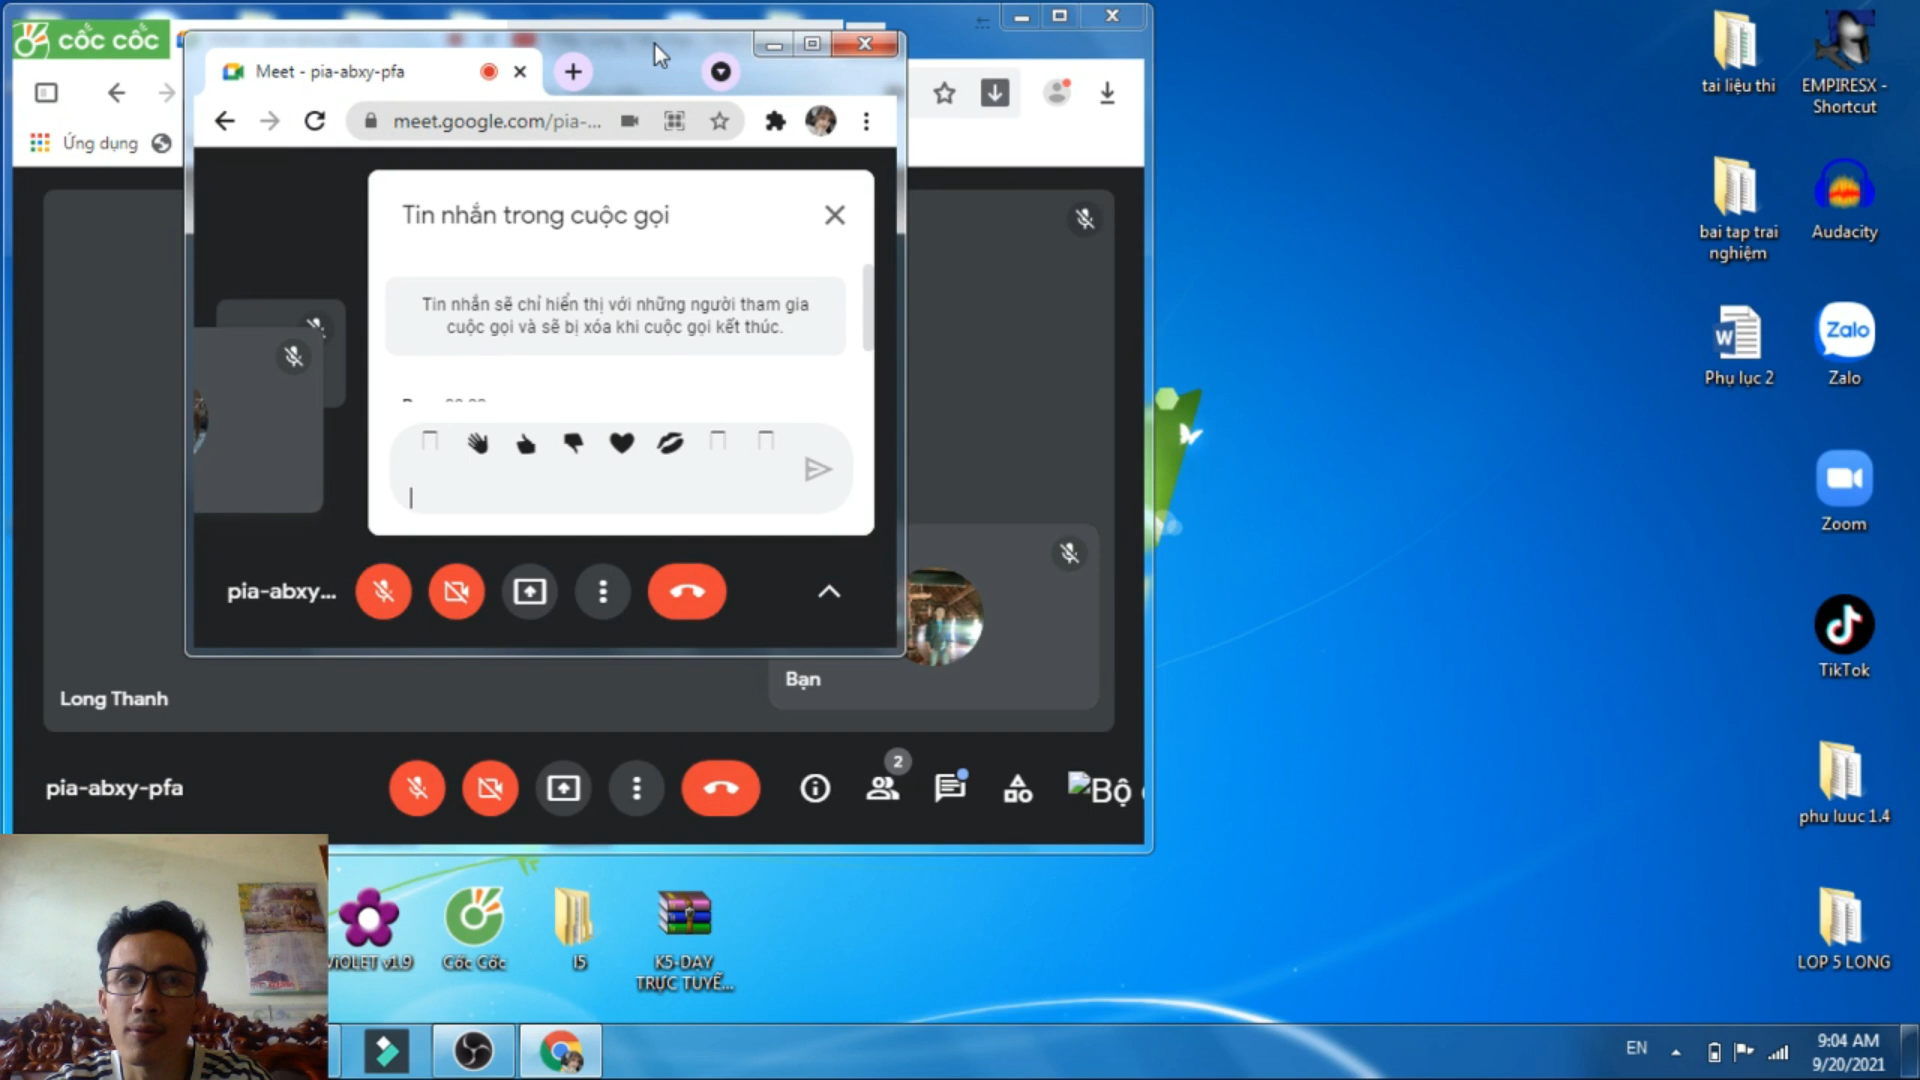 cốc cốc
Meet - pia-abxy-pfa
meet.google.com/pia-...
Ứng dụng
Tin nhắn trong cuộc gọi
Tin nhắn sẽ chỉ hiển thị với những người tham gia
cuộc gọi và sẽ bị xóa khi cuộc gọi kết thúc.
pia-abxy...
Bạn
Long Thanh
pia-abxy-pfa
2
Bộ
tai liệu thi
EMPIRESX -
Shortcut
bai tap trai
nghiệm
Audacity
W
Phụ lục 2
Zalo
Zalo
Zoom
TikTok
phu luuc 1.4
LOP 5 LONG
ViOLET v1.9
Cốc Cốc
I5
K5-DAY
TRỰC TUYẾ...
EN
9:04 AM
9/20/2021